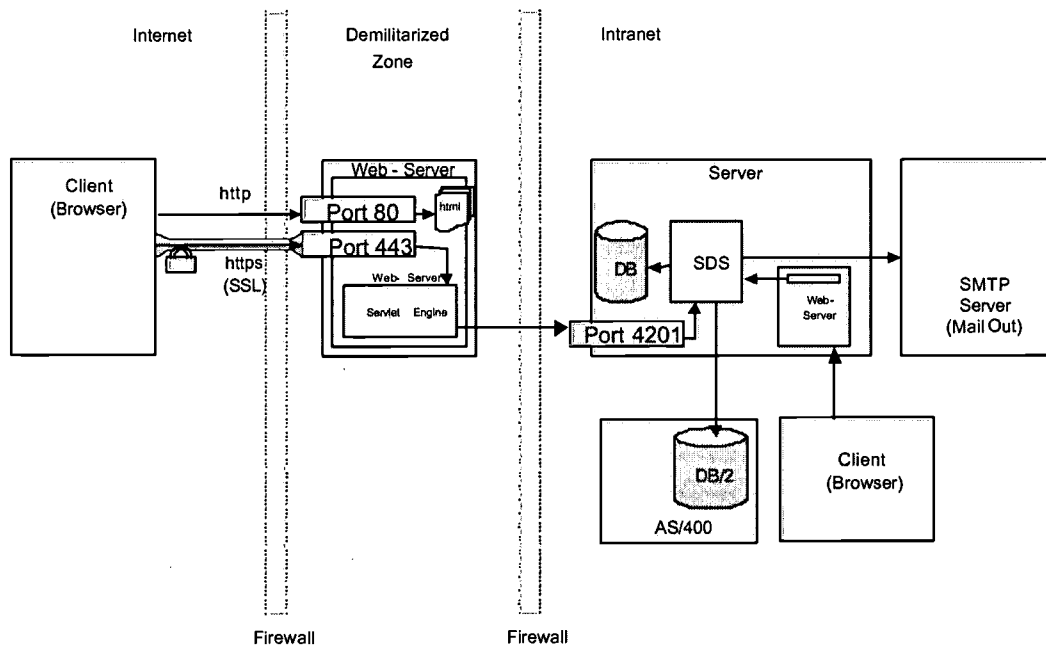 Internet
Demilitarized
Zone
Intranet
Client
(Browser)
http
https
(SSL)
Web - Server
Port 80
html
Port 443
Web- Server
Servlet Engine
Server
DB
SDS
Web-
Server
Port 4201
SMTP
Server
(Mail Out)
DB/2
AS/400
Client
(Browser)
Firewall
Firewall